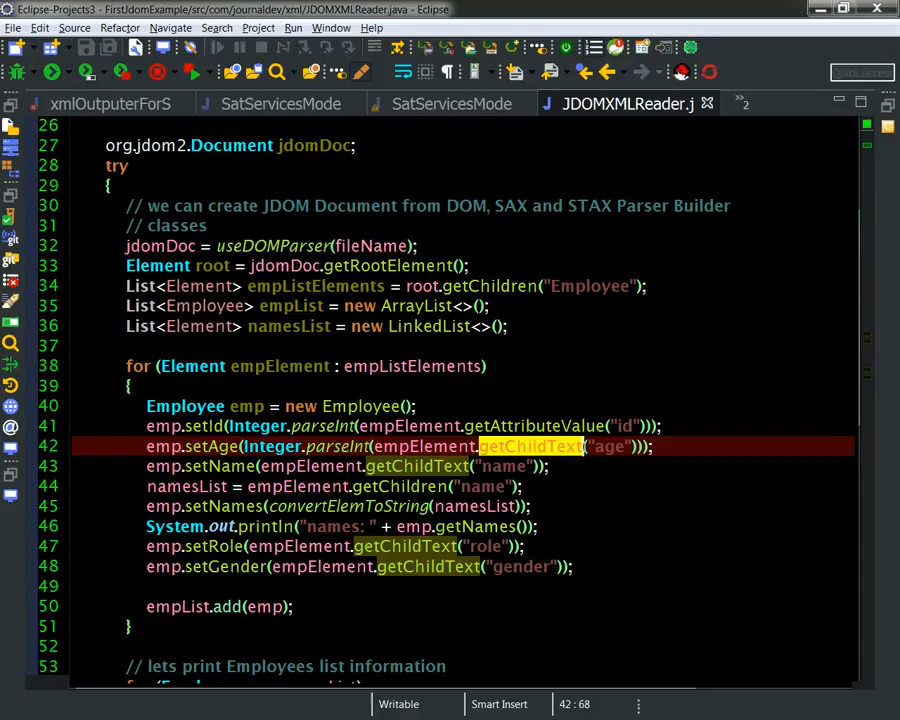 Eclipse-Projects3 - FirstJdomExample/src/com/journaldev/xml/JDOMXMLReader.java - Eclipse
File Edit Source Refactor Navigate Search Project Run Window Help
Quick Access
xmlOutputerForS SatServicesMode SatServicesMode JDOMXMLReader.j »2
26
27 org.jdom2.Document jdomDoc;
28 try
29 {
30 // we can create JDOM Document from DOM, SAX and STAX Parser Builder
31 // classes
32 jdomDoc = useDOMParser(fileName);
33 Element root = jdomDoc.getRootElement();
34 List<Element> empListElements = root.getChildren("Employee");
35 List<Employee> empList = new ArrayList<>();
36 List<Element> namesList = new LinkedList<>();
37
38 for (Element empElement : empListElements)
39 {
40 Employee emp = new Employee();
41 emp.setId(Integer.parseInt(empElement.getAttributeValue("id")));
42 emp.setAge(Integer.parseInt(empElement.getChildText("age")));
43 emp.setName(empElement.getChildText("name"));
44 namesList = empElement.getChildren("name");
45 emp.setNames(convertElemToString(namesList));
46 System.out.println("names: " + emp.getNames());
47 emp.setRole(empElement.getChildText("role"));
48 emp.setGender(empElement.getChildText("gender"));
49
50 empList.add(emp);
51 }
52
53 // lets print Employees list information
Writable Smart Insert 42 : 68